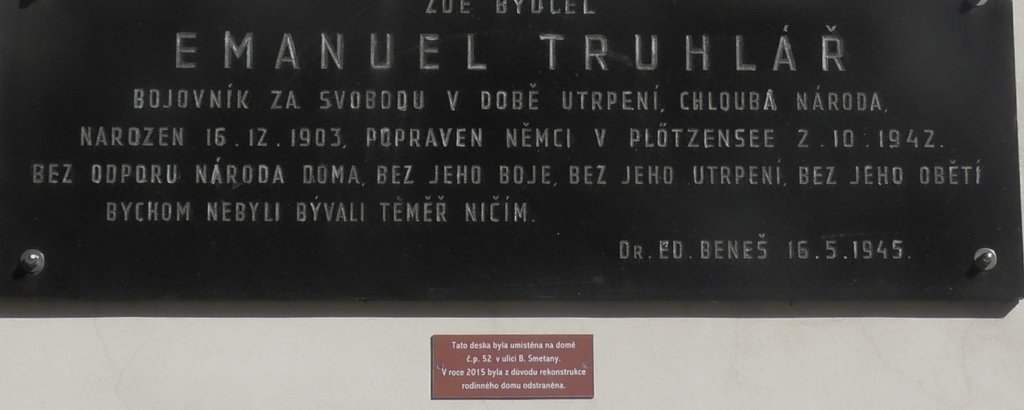 ZDE BYDLEL
EMANUEL TRUHLÁŘ
BOJOVNÍK ZA SVOBODU V DOBĚ UTRPENÍ, CHLOUBA NÁRODA,
NAROZEN 16.12.1903, POPRAVEN NĚMCI V PLÖTZENSEE 2.10.1942.
BEZ ODPORU NÁRODA DOMA, BEZ JEHO BOJE, BEZ JEHO UTRPENÍ, BEZ JEHO OBĚTÍ
BYCHOM NEBYLI BÝVALI TÉMĚŘ NIČÍM.
DR. ED. BENEŠ 16.5.1945.
Tato deska byla umístěna na domě
č.p. 52 v ulici B. Smetany.
V roce 2015 byla z důvodu rekonstrukce
rodinného domu odstraněna.